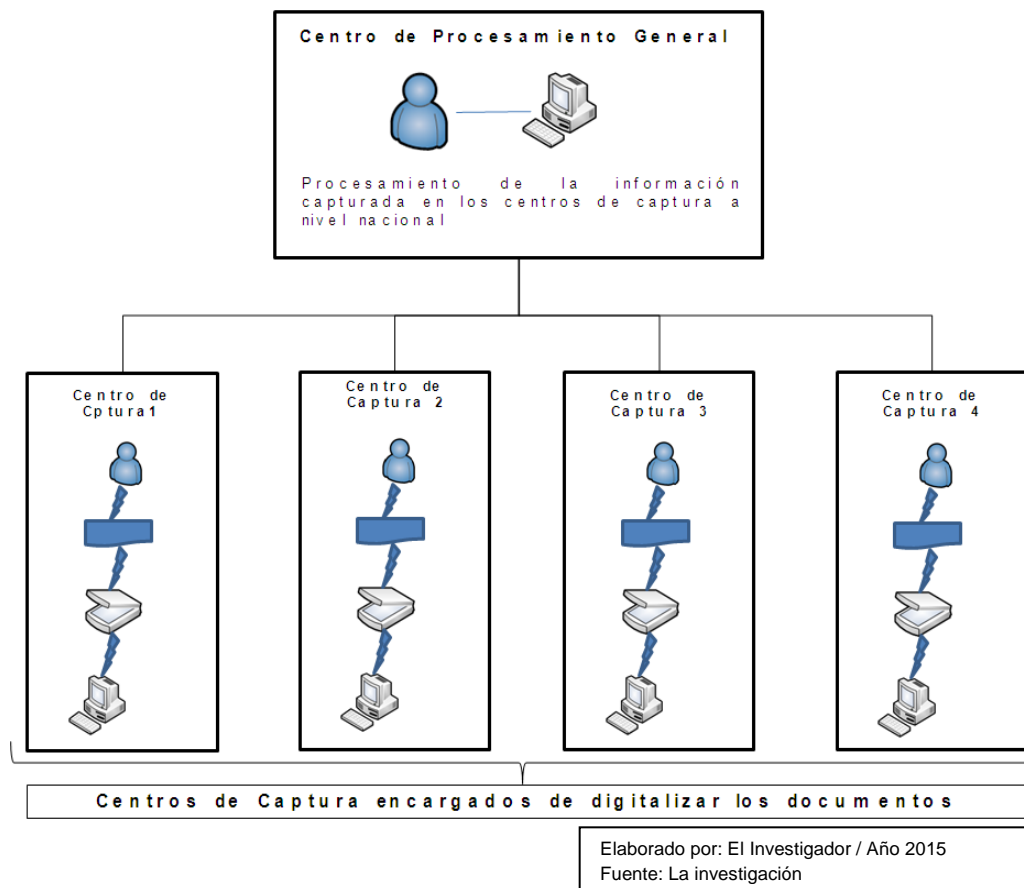 Centro de Procesamiento General
Procesamiento de la información
capturada en los centros de captura a
nivel nacional
Centro de
Cptura1
Centro de
Captura 2
Centro de
Captura 3
Centro de
Captura 4
Centros de Captura encargados de digitalizar los documentos
Elaborado por: El Investigador / Año 2015
Fuente: La investigación